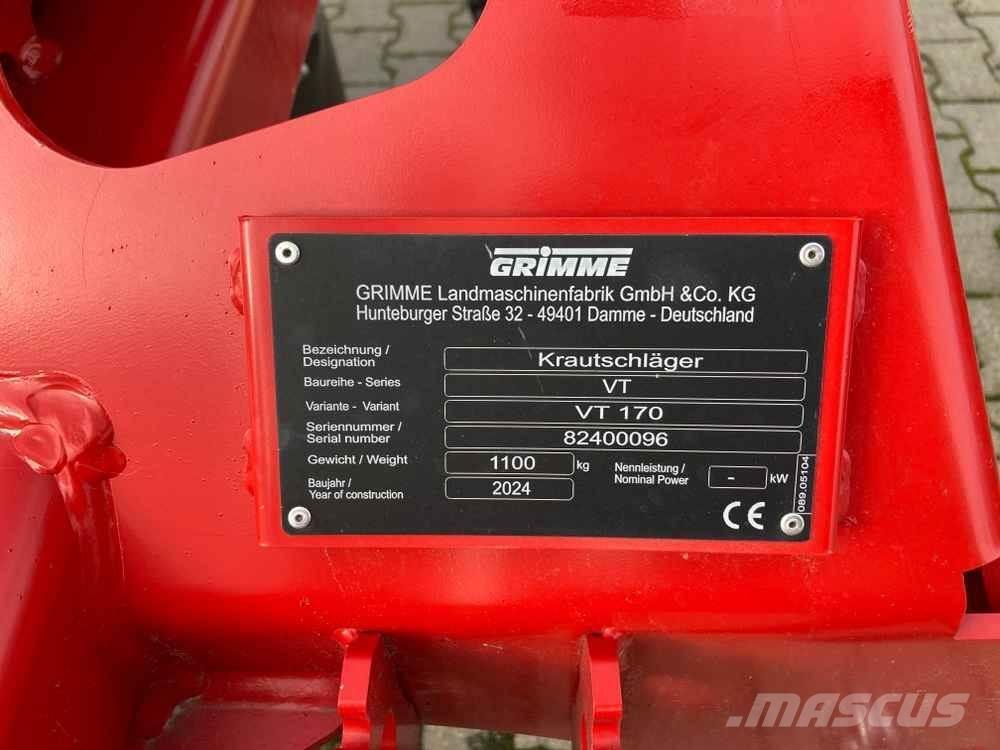 GRIMME
GRIMME Landmaschinenfabrik GmbH &Co. KG
Hunteburger Straße 32 - 49401 Damme - Deutschland
Bezeichnung /
Designation
Krautschläger
Baureihe - Series
VT
Variante - Variant
VT 170
Seriennummer /
Serial number
82400096
Gewicht / Weight
1100 kg
Nennleistung /
Nominal Power
- kW
Baujahr /
Year of construction
2024
CE
089.05104
MASCUS